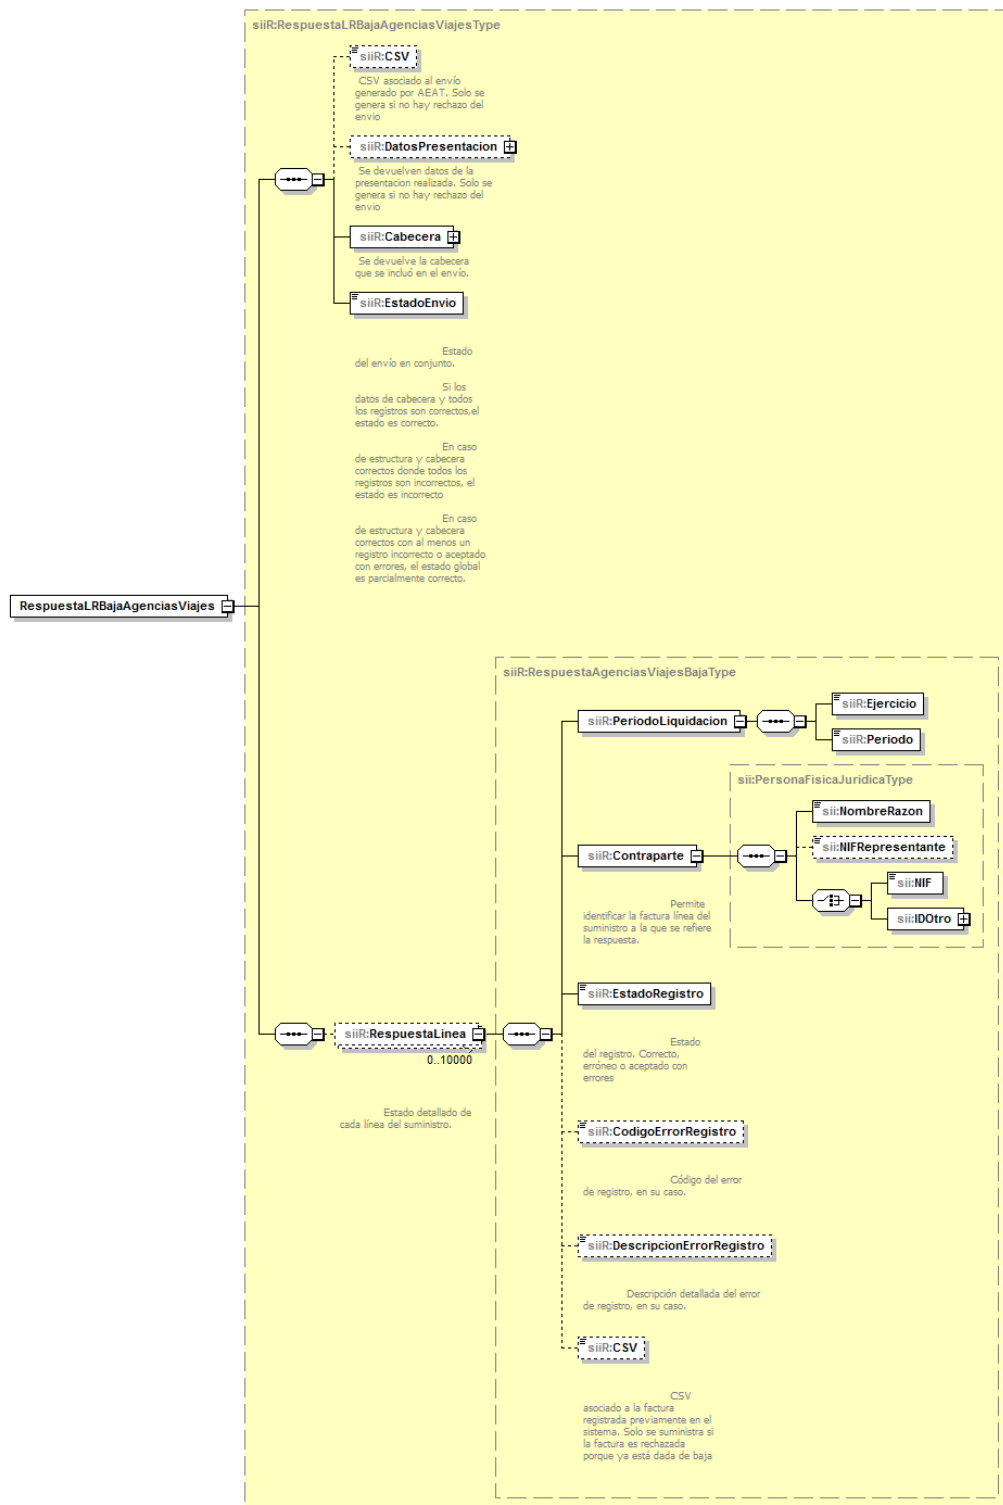 siiR:RespuestaLRBajaAgenciasViajesType
siiR:CSV
CSV asociado al envío
generado por AEAT. Solo se
genera si no hay rechazo del
envio
siiR:DatosPresentacion
Se devuelven datos de la
presentacion realizada. Solo se
genera si no hay rechazo del
envio
siiR:Cabecera
Se devuelve la cabecera
que se incluó en el envío.
siiR:EstadoEnvio
Estado
del envío en conjunto.
Si los
datos de cabecera y todos
los registros son correctos,el
estado es correcto.
En caso
de estructura y cabecera
correctos donde todos los
registros son incorrectos, el
estado es incorrecto
En caso
de estructura y cabecera
correctos con al menos un
registro incorrecto o aceptado
con errores, el estado global
es parcialmente correcto.
RespuestaLRBajaAgenciasViajes
siiR:RespuestaLinea
0..10000
Estado detallado de
cada línea del suministro.
siiR:RespuestaAgenciasViajesBajaType
siiR:PeriodoLiquidacion
siiR:Ejercicio
siiR:Periodo
siiR:Contraparte
Permite
identificar la factura línea del
suministro a la que se refiere
la respuesta.
sii:PersonaFisicaJuridicaType
sii:NombreRazon
sii:NIFRepresentante
sii:NIF
sii:IDOtro
siiR:EstadoRegistro
Estado
del registro. Correcto,
erróneo o aceptado con
errores
siiR:CodigoErrorRegistro
Código del error
de registro, en su caso.
siiR:DescripcionErrorRegistro
Descripción detallada del error
de registro, en su caso.
siiR:CSV
CSV
asociado a la factura
registrada previamente en el
sistema. Solo se suministra si
la factura es rechazada
porque ya está dada de baja